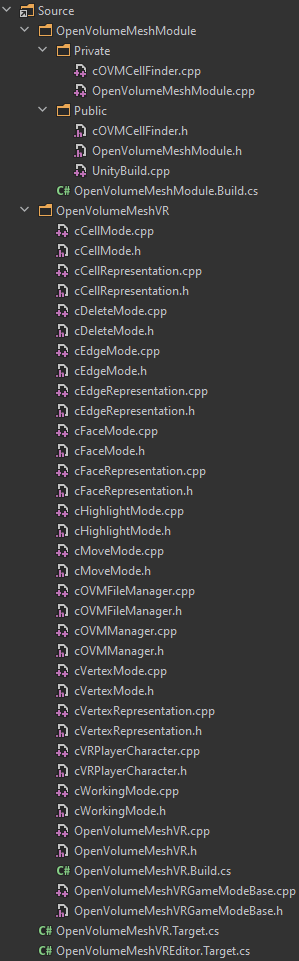 Source
OpenVolumeMeshModule
Private
cOVMCellFinder.cpp
OpenVolumeMeshModule.cpp
Public
cOVMCellFinder.h
OpenVolumeMeshModule.h
UnityBuild.cpp
C# OpenVolumeMeshModule.Build.cs
OpenVolumeMeshVR
cCellMode.cpp
cCellMode.h
cCellRepresentation.cpp
cCellRepresentation.h
cDeleteMode.cpp
cDeleteMode.h
cEdgeMode.cpp
cEdgeMode.h
cEdgeRepresentation.cpp
cEdgeRepresentation.h
cFaceMode.cpp
cFaceMode.h
cFaceRepresentation.cpp
cFaceRepresentation.h
cHighlightMode.cpp
cHighlightMode.h
cMoveMode.cpp
cMoveMode.h
cOVMFileManager.cpp
cOVMFileManager.h
cOVMManager.cpp
cOVMManager.h
cVertexMode.cpp
cVertexMode.h
cVertexRepresentation.cpp
cVertexRepresentation.h
cVRPlayerCharacter.cpp
cVRPlayerCharacter.h
cWorkingMode.cpp
cWorkingMode.h
OpenVolumeMeshVR.cpp
OpenVolumeMeshVR.h
C# OpenVolumeMeshVR.Build.cs
OpenVolumeMeshVRGameModeBase.cpp
OpenVolumeMeshVRGameModeBase.h
C# OpenVolumeMeshVR.Target.cs
C# OpenVolumeMeshVREditor.Target.cs